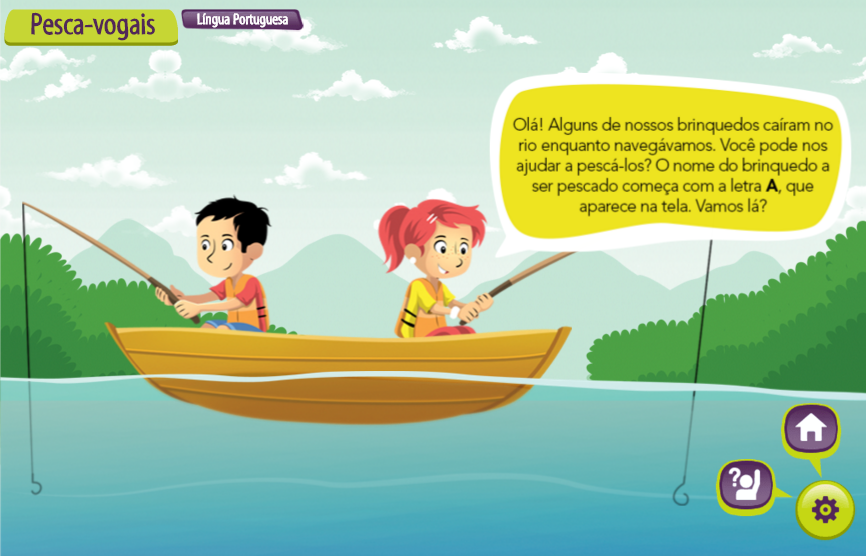 Pesca-vogais
Língua Portuguesa
Olá! Alguns de nossos brinquedos caíram no
rio enquanto navegávamos. Você pode nos
ajudar a pescá-los? O nome do brinquedo a
ser pescado começa com a letra A, que
aparece na tela. Vamos lá?
?